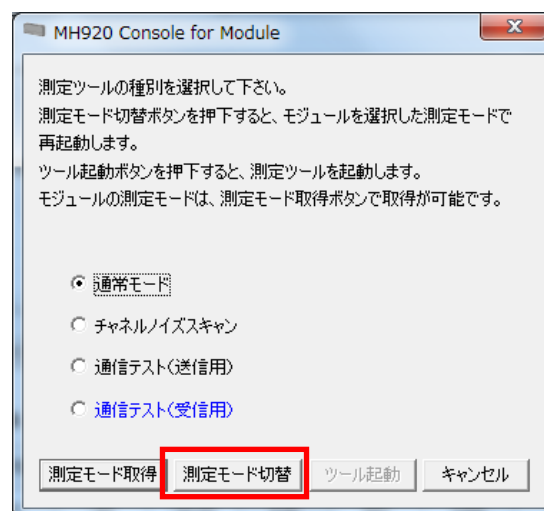 MH920 Console for Module
測定ツールの種別を選択して下さい。
測定モード切替ボタンを押下すると、モジュールを選択した測定モードで
再起動します。
ツール起動ボタンを押下すると、測定ツールを起動します。
モジュールの測定モードは、測定モード取得ボタンで取得が可能です。
通常モード
チャネルノイズスキャン
通信テスト(送信用)
通信テスト(受信用)
測定モード取得 測定モード切替 ツール起動 キャンセル